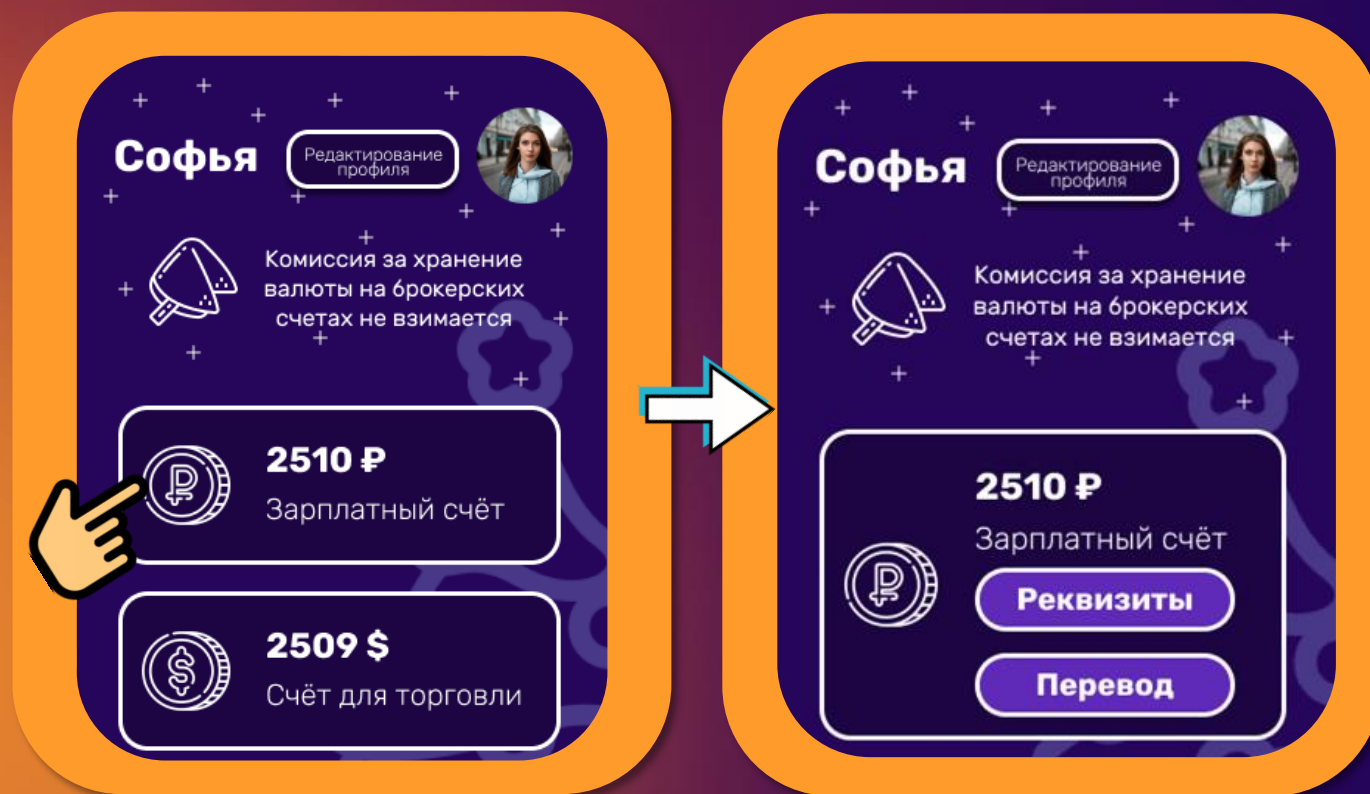 Софья
Редактирование
профиля
Комиссия за хранение
валюты на брокерских
счетах не взимается
2510 ₽
Зарплатный счёт
2509 $
Счёт для торговли
Софья
Редактирование
профиля
Комиссия за хранение
валюты на брокерских
счетах не взимается
2510 ₽
Зарплатный счёт
Реквизиты
Перевод